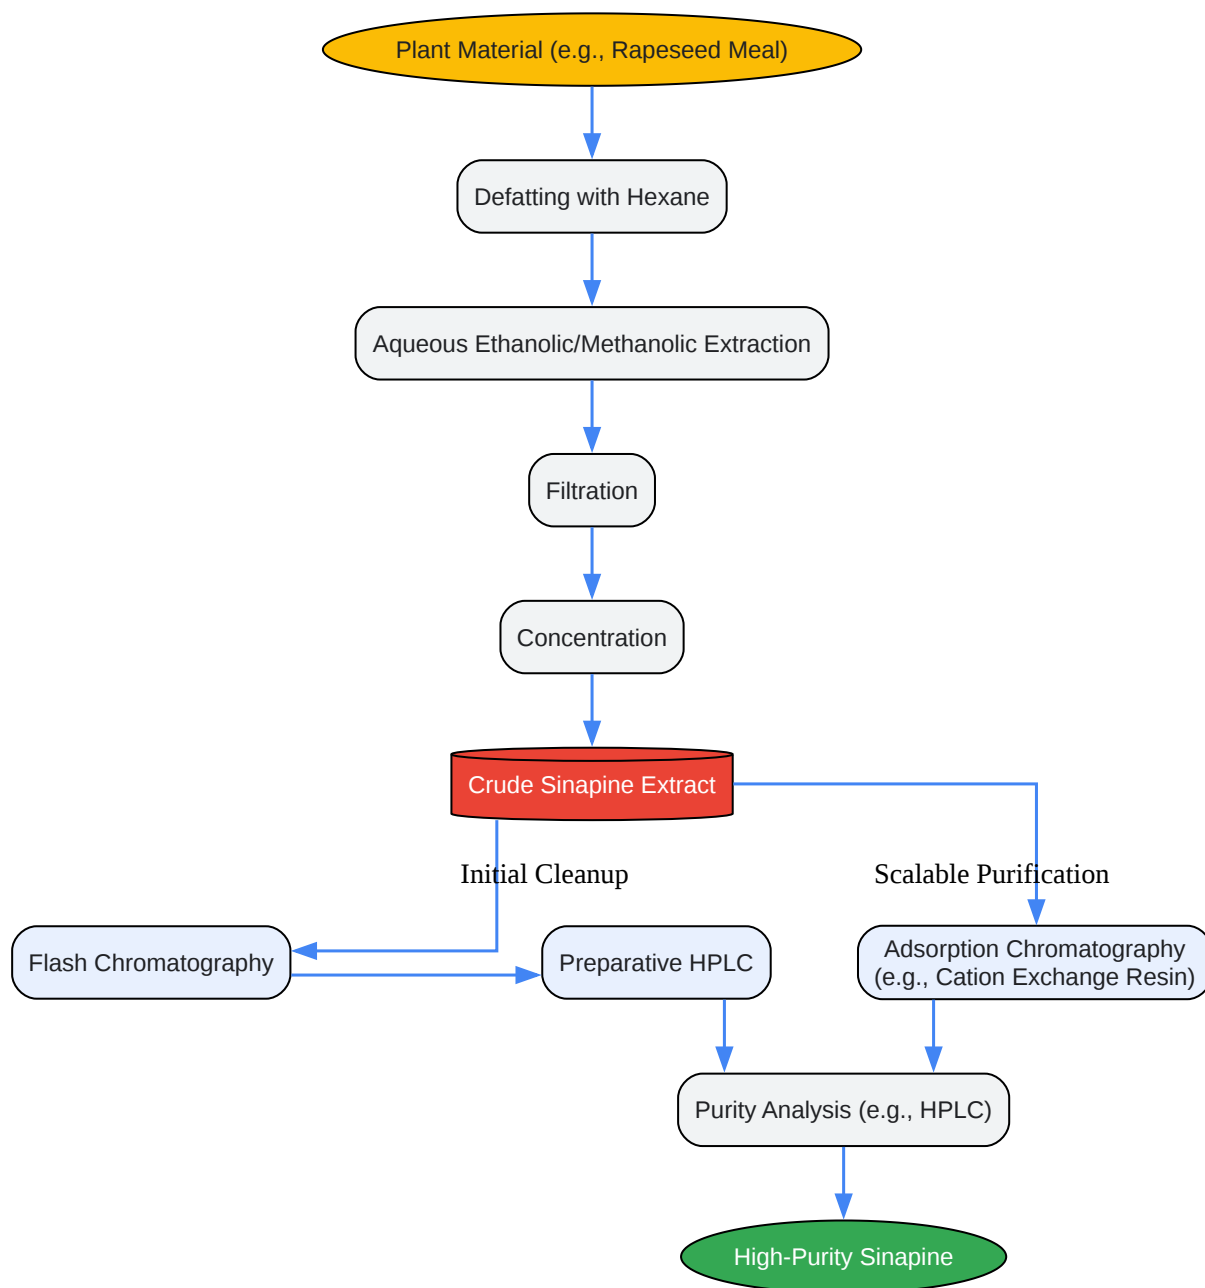 Plant Material (e.g., Rapeseed Meal)
Defatting with Hexane
Aqueous Ethanolic/Methanolic Extraction
Filtration
Concentration
Crude Sinapine Extract
Initial Cleanup
Scalable Purification
Flash Chromatography
Preparative HPLC
Adsorption Chromatography
(e.g., Cation Exchange Resin)
Purity Analysis (e.g., HPLC)
High-Purity Sinapine